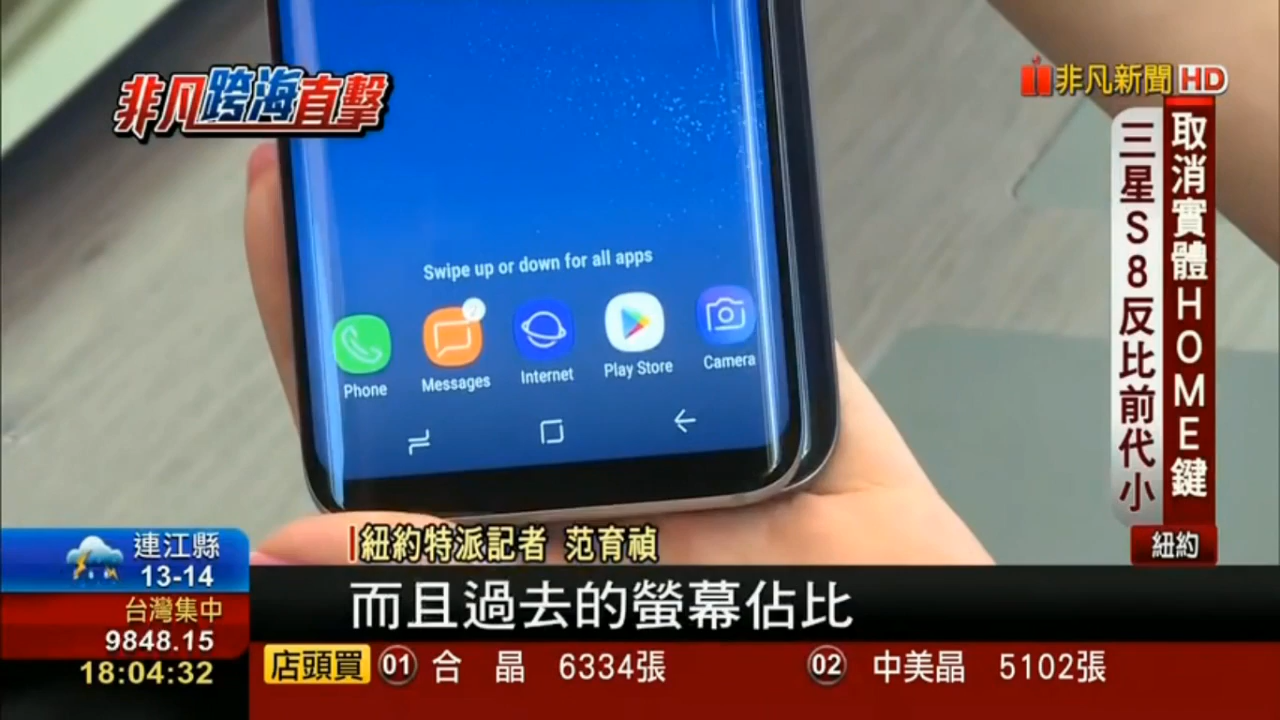 非凡跨海直擊
非凡新聞HD
取消實體HOME鍵
三星S8反比前代小
紐約
Swipe up or down for all apps
2
Phone
Messages
Internet
Play Store
Camera
紐約特派記者 范育禎
而且過去的螢幕佔比
連江縣
13-14
台灣集中
9848.15
18:04:32
店頭買 01 合 晶 6334張 02 中美晶 5102張